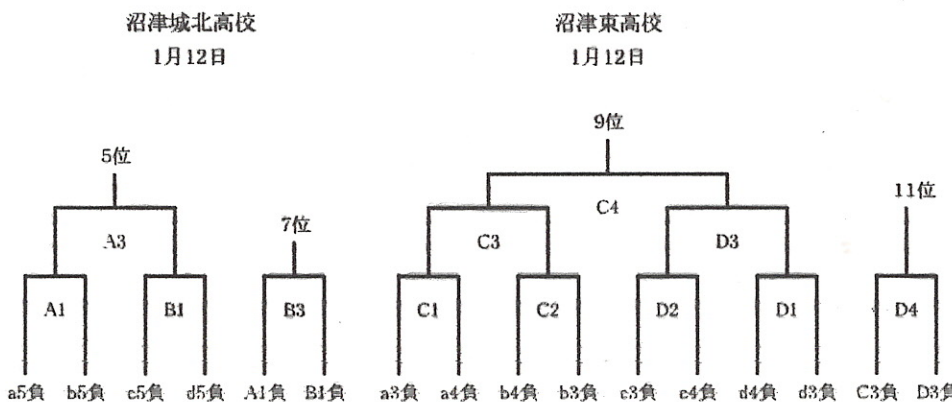 沼津城北高校 沼津東高校
1月12日 1月12日
9位
5位
11位
7位
C4
A3 C3 D3
A1 B1 B3 C1 C2 D2 D1 D4
a5負 b5負 c5負 d5負 A1負 B1負 a3負 a4負 b4負 b3負 c3負 c4負 d4負 d3負 C3負 D3負